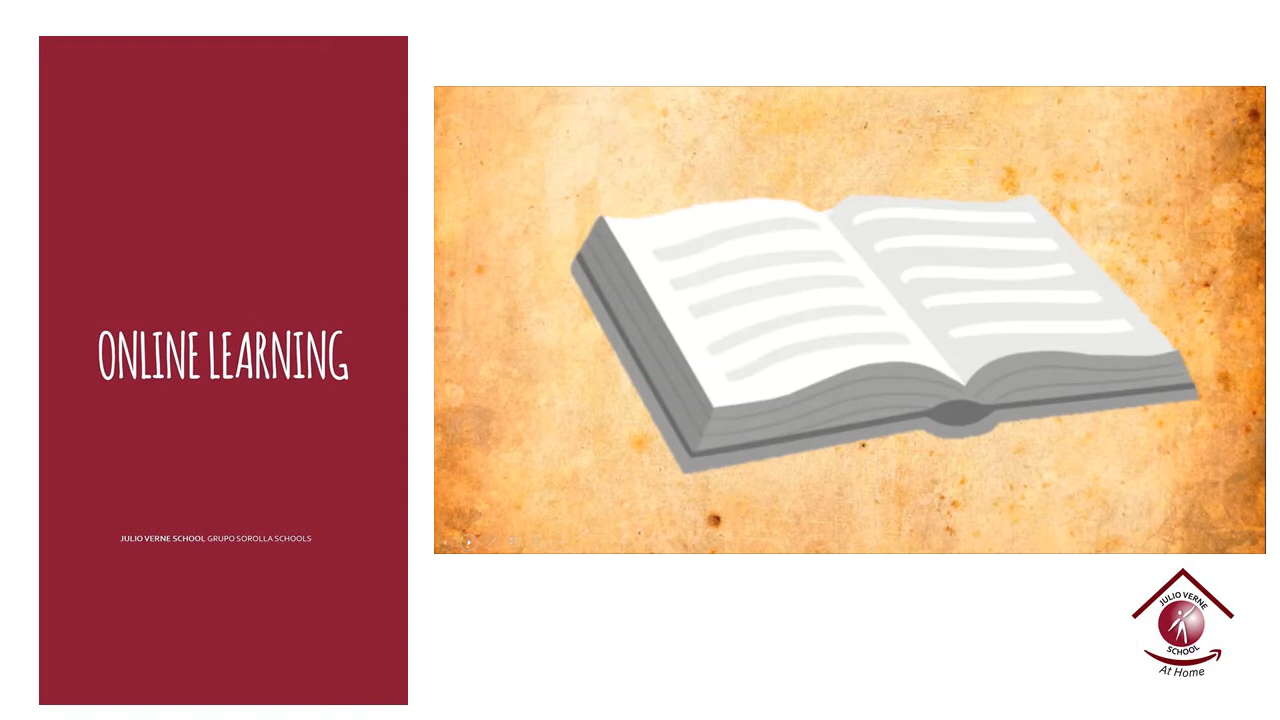 ONLINE LEARNING
JULIO VERNE SCHOOL GRUPO SOROLLA SCHOOLS
JULIO VERNE
SCHOOL
At Home